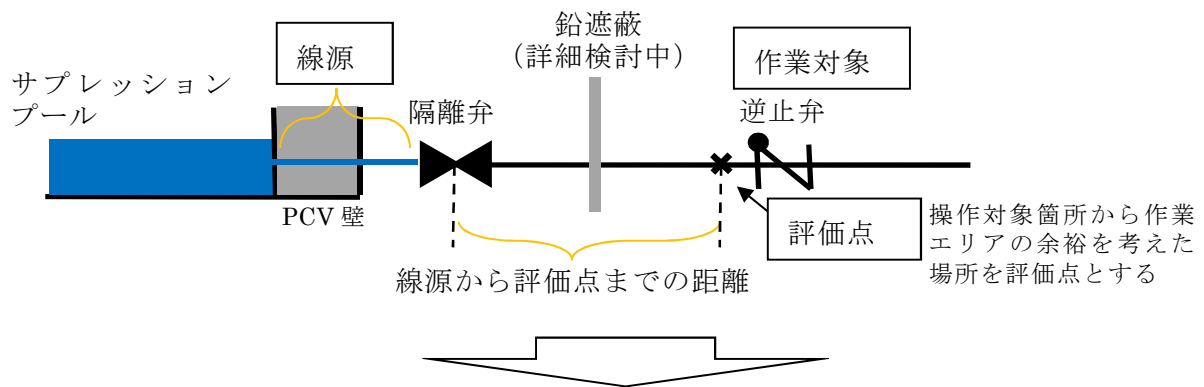 サプレッション
プール
線源
隔離弁
鉛遮蔽
(詳細検討中)
作業対象
逆止弁
PCV 壁
評価点
操作対象箇所から作業
エリアの余裕を考えた
場所を評価点とする
線源から評価点までの距離